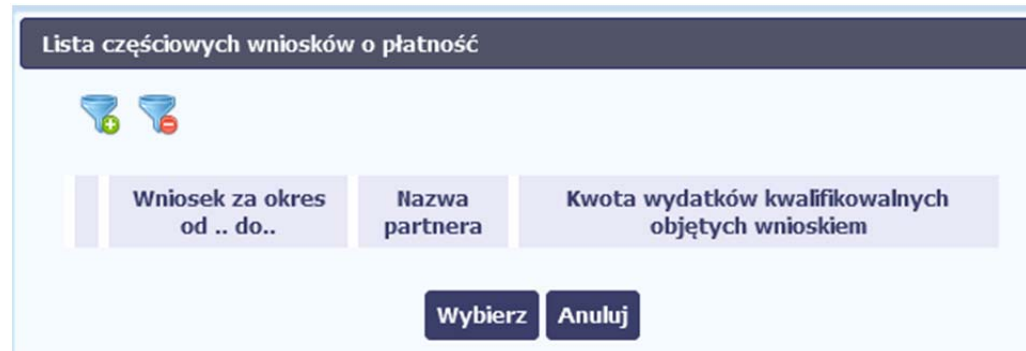 Lista częściowych wniosków o płatność
Wniosek za okres
od .. do..
Nazwa
partnera
Kwota wydatków kwalifikowalnych
objętych wnioskiem
Wybierz
Anuluj